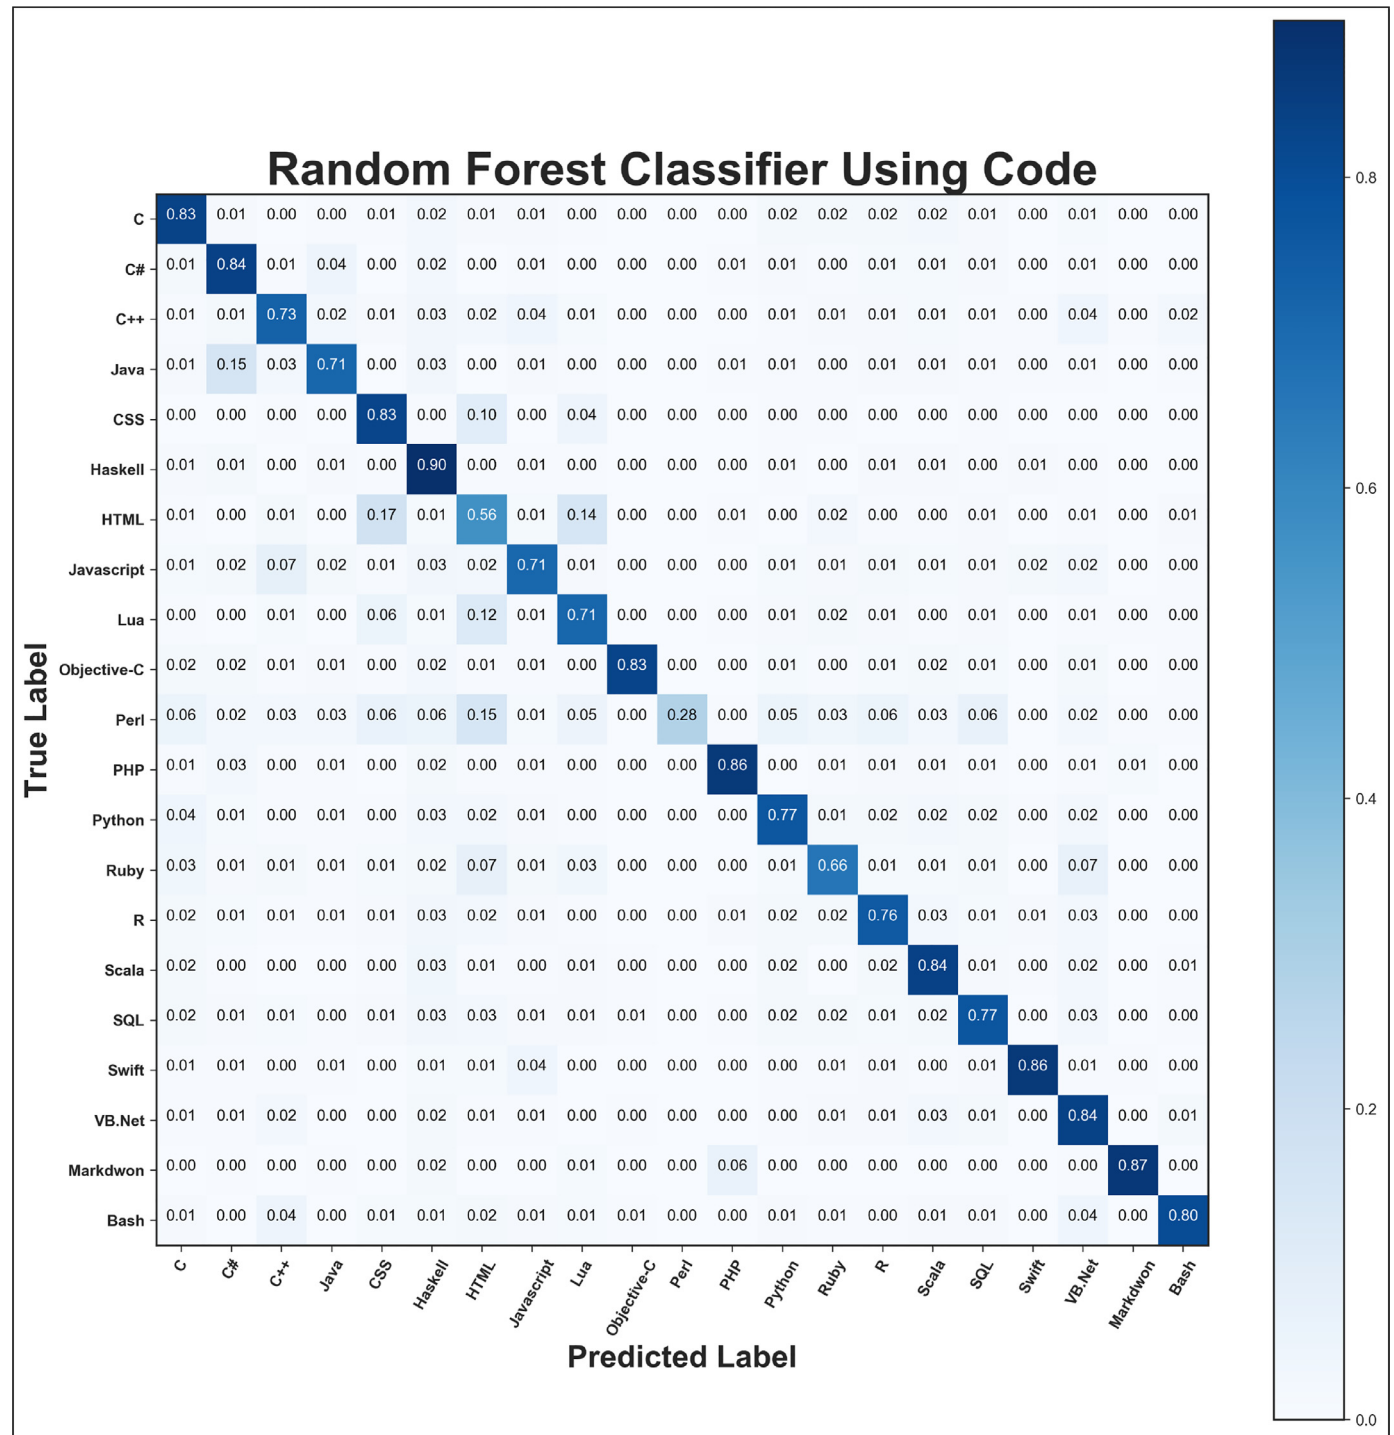 Random Forest Classifier Using Code
C 0.83 0.01 0.00 0.00 0.01 0.02 0.01 0.01 0.00 0.00 0.00 0.00 0.02 0.02 0.02 0.02 0.01 0.00 0.01 0.00 0.00
C# 0.01 0.84 0.01 0.04 0.00 0.02 0.00 0.01 0.00 0.00 0.00 0.01 0.01 0.00 0.01 0.01 0.01 0.00 0.01 0.00 0.00
C++ 0.01 0.01 0.73 0.02 0.01 0.03 0.02 0.04 0.01 0.00 0.00 0.00 0.01 0.01 0.01 0.01 0.01 0.00 0.04 0.00 0.02
Java 0.01 0.15 0.03 0.71 0.00 0.03 0.00 0.01 0.00 0.00 0.00 0.01 0.01 0.00 0.01 0.01 0.01 0.00 0.01 0.00 0.00
CSS 0.00 0.00 0.00 0.00 0.83 0.00 0.10 0.00 0.04 0.00 0.00 0.00 0.00 0.00 0.00 0.00 0.00 0.00 0.00 0.00 0.00
Haskell 0.01 0.01 0.00 0.01 0.00 0.90 0.00 0.01 0.00 0.00 0.00 0.00 0.01 0.00 0.01 0.01 0.00 0.01 0.00 0.00 0.00
HTML 0.01 0.00 0.01 0.00 0.17 0.01 0.56 0.01 0.14 0.00 0.00 0.01 0.00 0.02 0.00 0.00 0.01 0.00 0.01 0.00 0.01
Javascript 0.01 0.02 0.07 0.02 0.01 0.03 0.02 0.71 0.01 0.00 0.00 0.00 0.01 0.01 0.01 0.01 0.01 0.02 0.02 0.00 0.00
Lua 0.00 0.00 0.01 0.00 0.06 0.01 0.12 0.01 0.71 0.00 0.00 0.00 0.01 0.02 0.01 0.00 0.01 0.00 0.01 0.00 0.00
Objective-C 0.02 0.02 0.01 0.01 0.00 0.02 0.01 0.01 0.00 0.83 0.00 0.00 0.01 0.00 0.01 0.02 0.01 0.00 0.01 0.00 0.00
Perl 0.06 0.02 0.03 0.03 0.06 0.06 0.15 0.01 0.05 0.00 0.28 0.00 0.05 0.03 0.06 0.03 0.06 0.00 0.02 0.00 0.00
PHP 0.01 0.03 0.00 0.01 0.00 0.02 0.00 0.01 0.00 0.00 0.00 0.86 0.00 0.01 0.01 0.01 0.01 0.00 0.01 0.01 0.00
Python 0.04 0.01 0.00 0.01 0.00 0.03 0.02 0.01 0.00 0.00 0.00 0.00 0.77 0.01 0.02 0.02 0.02 0.00 0.02 0.00 0.00
Ruby 0.03 0.01 0.01 0.01 0.01 0.02 0.07 0.01 0.03 0.00 0.00 0.00 0.01 0.66 0.01 0.01 0.01 0.00 0.07 0.00 0.00
R 0.02 0.01 0.01 0.01 0.01 0.03 0.02 0.01 0.00 0.00 0.00 0.01 0.02 0.02 0.76 0.03 0.01 0.01 0.03 0.00 0.00
Scala 0.02 0.00 0.00 0.00 0.00 0.03 0.01 0.00 0.01 0.00 0.00 0.00 0.02 0.00 0.02 0.84 0.01 0.00 0.02 0.00 0.01
SQL 0.02 0.01 0.01 0.00 0.01 0.03 0.03 0.01 0.01 0.01 0.00 0.00 0.02 0.02 0.01 0.02 0.77 0.00 0.03 0.00 0.00
Swift 0.01 0.01 0.00 0.01 0.00 0.01 0.01 0.04 0.00 0.00 0.00 0.00 0.00 0.01 0.01 0.00 0.01 0.86 0.01 0.00 0.00
VB.Net 0.01 0.01 0.02 0.00 0.00 0.02 0.01 0.01 0.00 0.00 0.00 0.00 0.00 0.01 0.01 0.03 0.01 0.00 0.84 0.00 0.01
Markdwon 0.00 0.00 0.00 0.00 0.00 0.02 0.00 0.00 0.01 0.00 0.00 0.06 0.00 0.00 0.00 0.00 0.00 0.00 0.00 0.87 0.00
Bash 0.01 0.00 0.04 0.00 0.01 0.01 0.02 0.01 0.01 0.01 0.00 0.00 0.01 0.01 0.00 0.01 0.01 0.00 0.04 0.00 0.80
True Label
C C# C++ Java CSS Haskell HTML Javascript Lua Objective-C Perl PHP Python Ruby R Scala SQL Swift VB.Net Markdwon Bash
Predicted Label
0.8
0.6
0.4
0.2
0.0